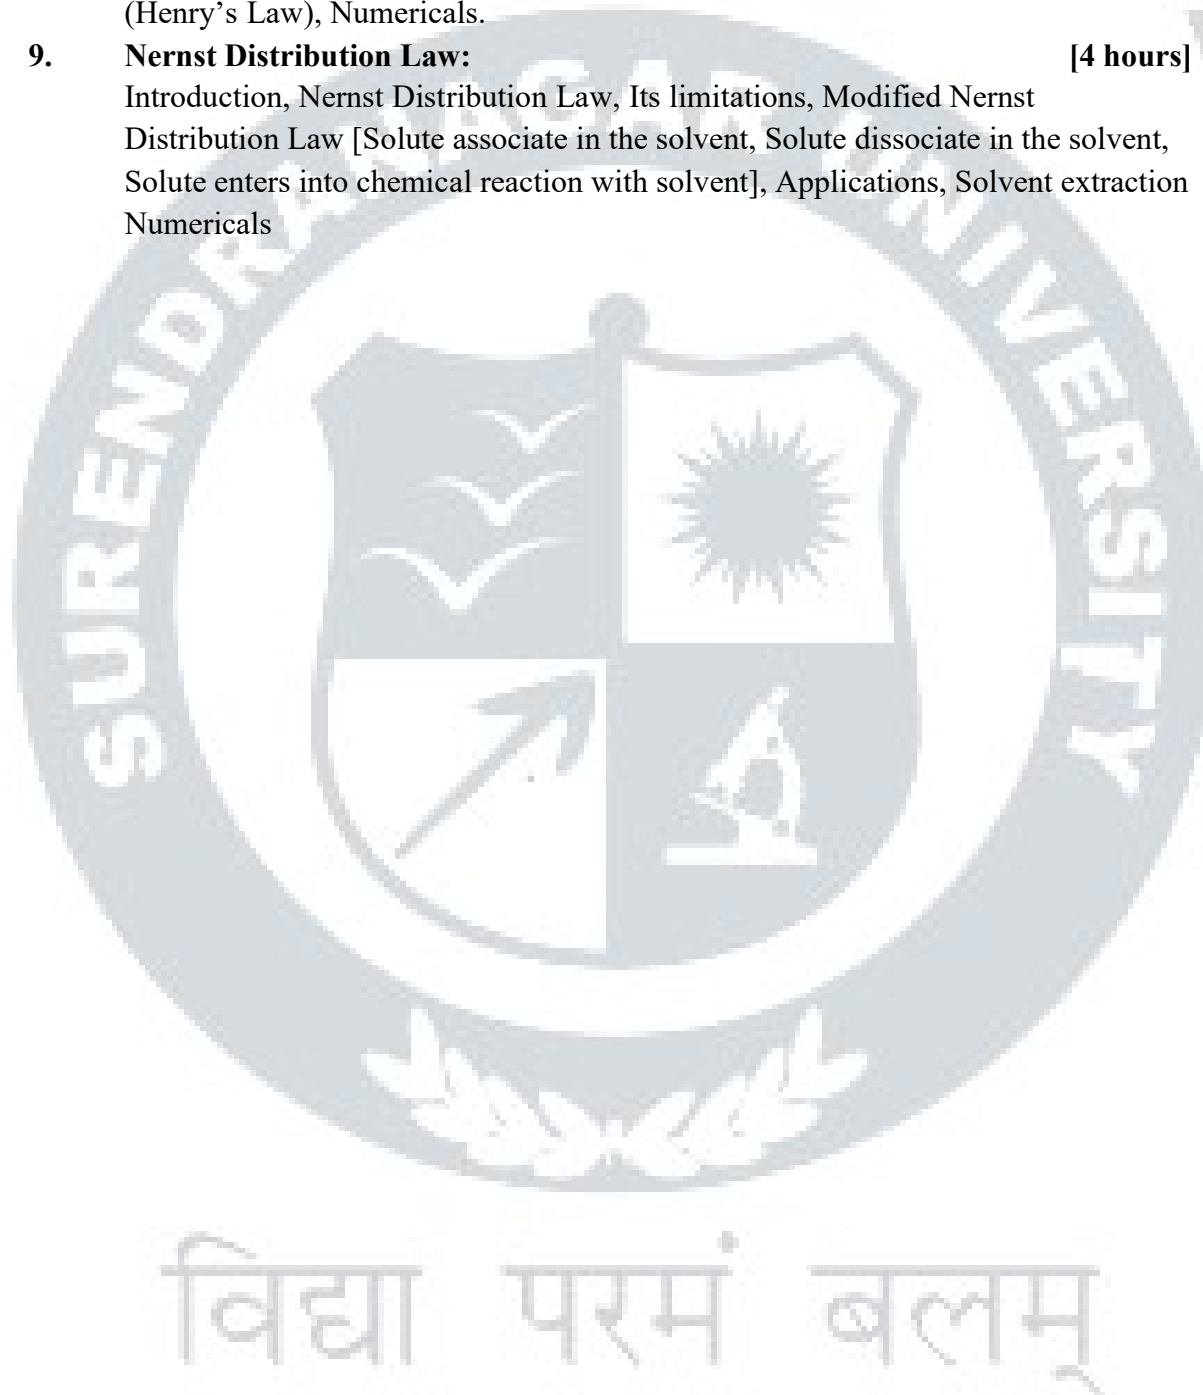 (Henry’s Law), Numericals.
9. Nernst Distribution Law: [4 hours]
Introduction, Nernst Distribution Law, Its limitations, Modified Nernst
Distribution Law [Solute associate in the solvent, Solute dissociate in the solvent,
Solute enters into chemical reaction with solvent], Applications, Solvent extraction
Numericals
SURENDRANAGAR UNIVERSITY
विद्या परमं बलम्